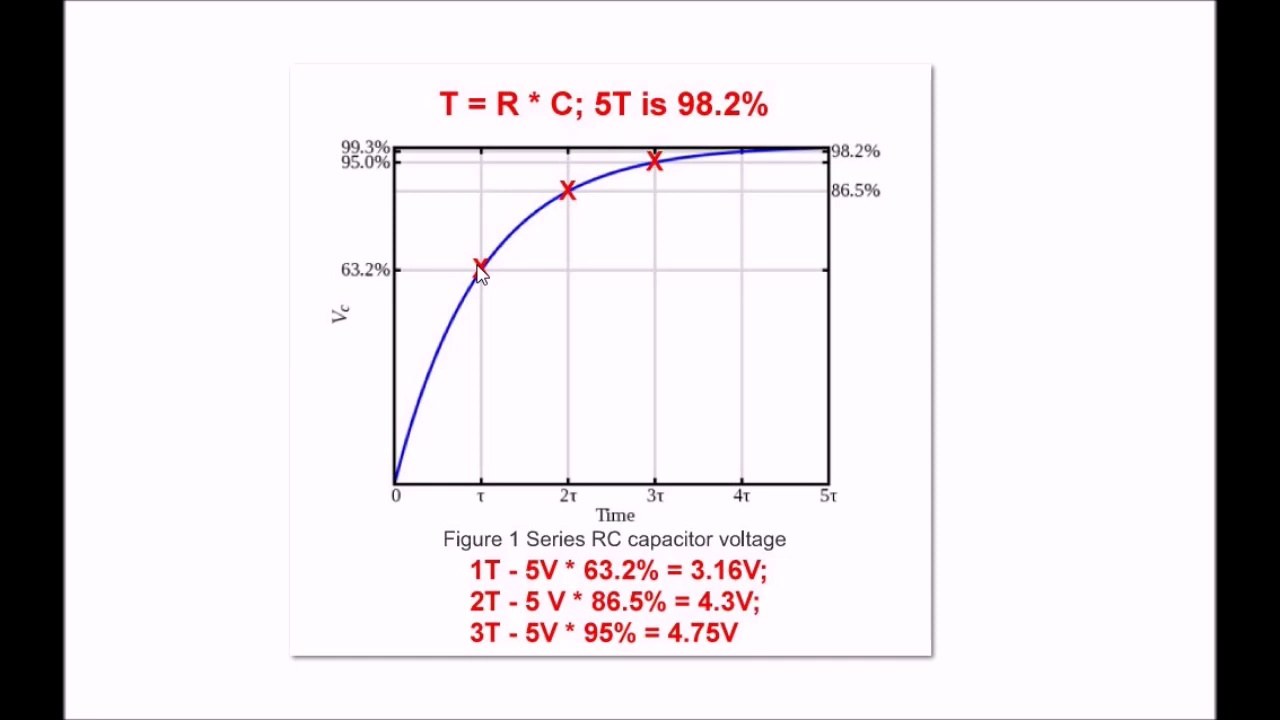 T = R * C; 5T is 98.2%
99.3%
98.2%
95.0%
86.5%
63.2%
Vc
0 τ 2τ 3τ 4τ 5τ
Time
Figure 1 Series RC capacitor voltage
1T - 5V * 63.2% = 3.16V;
2T - 5 V * 86.5% = 4.3V;
3T - 5V * 95% = 4.75V